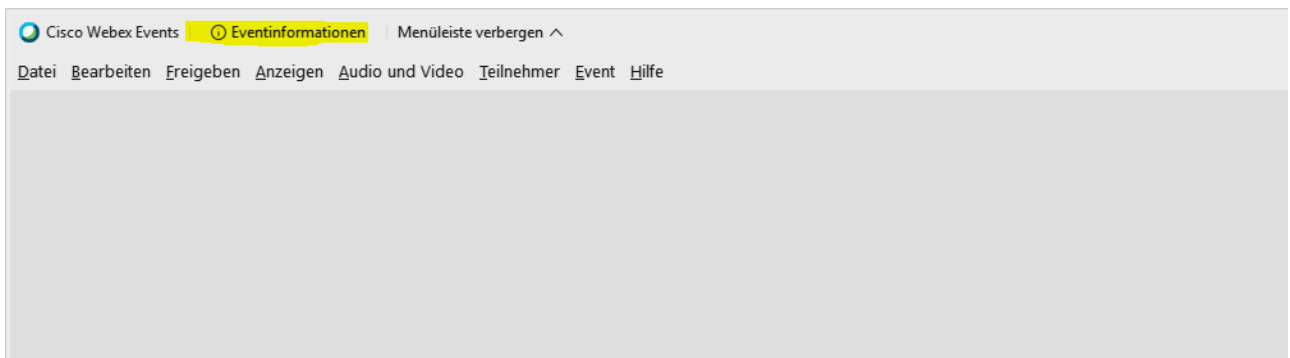 Cisco Webex Events Eventinformationen Menüleiste verbergen
Datei Bearbeiten Freigeben Anzeigen Audio und Video Teilnehmer Event Hilfe